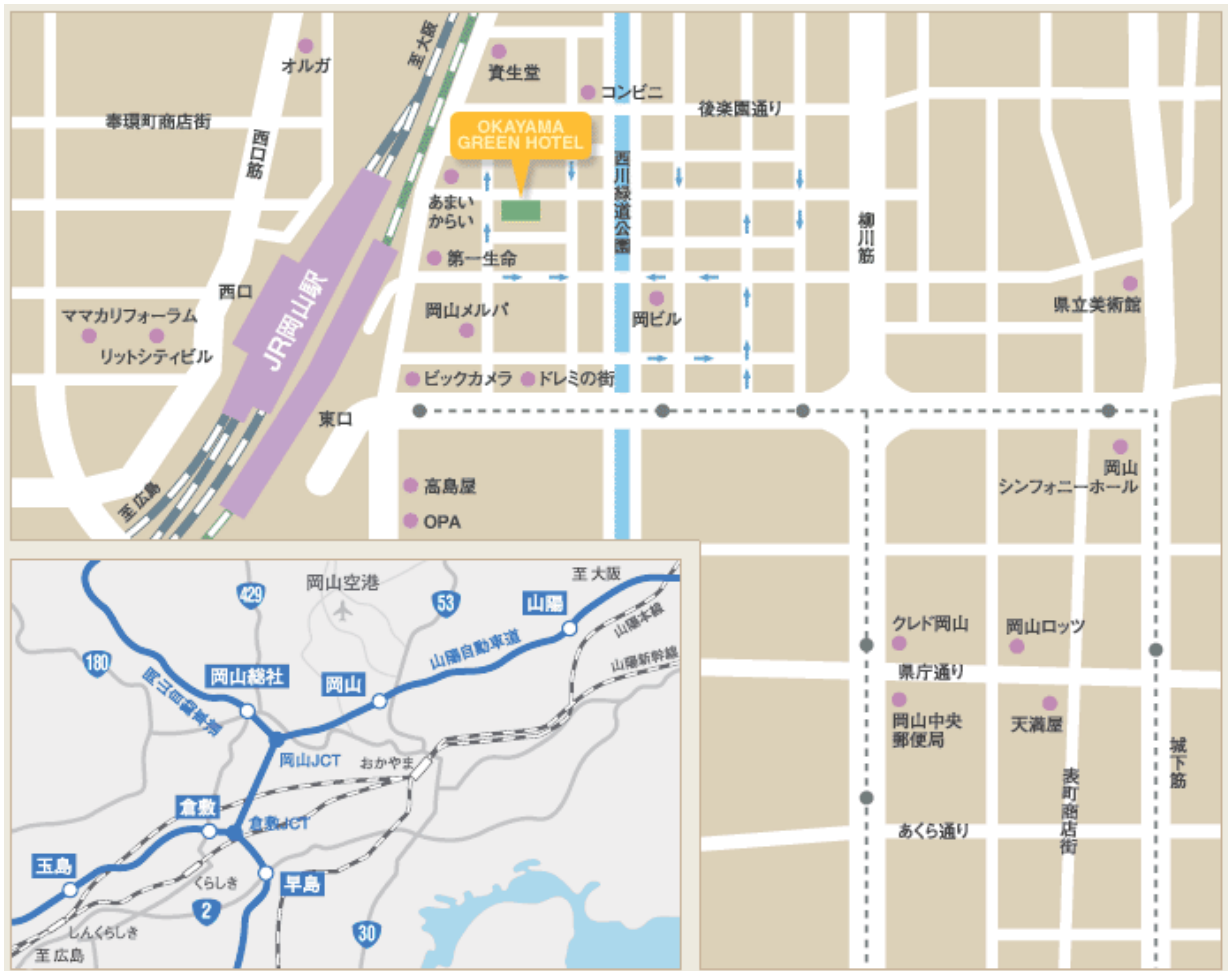 至大阪
オルガ
資生堂
コンビニ
奉環町商店街
後楽園通り
OKAYAMA
GREEN HOTEL
西口筋
西川緑道公園
あまい
からい
柳川筋
第一生命
西口
JR岡山駅
岡山メルパ
岡ビル
県立美術館
ママカリフォーラム
リットシティビル
ビックカメラ
ドレミの街
東口
岡山
シンフォニーホール
高島屋
至広島
OPA
クレド岡山
岡山ロッツ
県庁通り
岡山中央
郵便局
天満屋
城下筋
表町商店街
あくら通り
岡山空港
至 大阪
429
53
山陽
山陽本線
山陽自動車道
山陽新幹線
180
岡山総社
岡山
岡山自動車道
岡山JCT
おかやま
倉敷
倉敷JCT
玉島
くらしき
早島
2
しんくらしき
30
至 広島